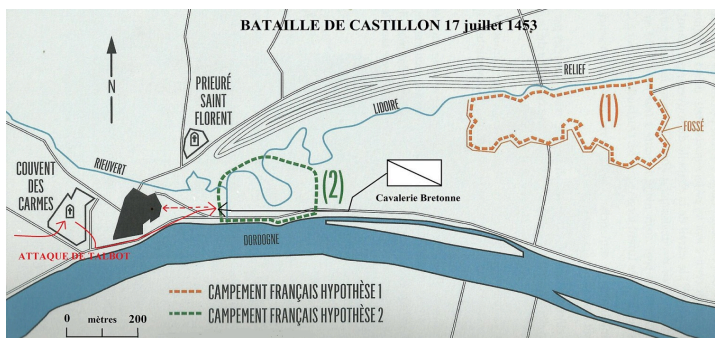 BATAILLE DE CASTILLON 17 juillet 1453
N
PRIEURÉ
SAINT
FLORENT
RELIEF
LIDOIRE
(1)
FOSSÉ
RIEUVERT
COUVENT
DES
CARMES
(2)
Cavalerie Bretonne
ATTAQUE DE TALBOT
DORDOGNE
CAMPEMENT FRANÇAIS HYPOTHÈSE 1
CAMPEMENT FRANÇAIS HYPOTHÈSE 2
0 mètres 200